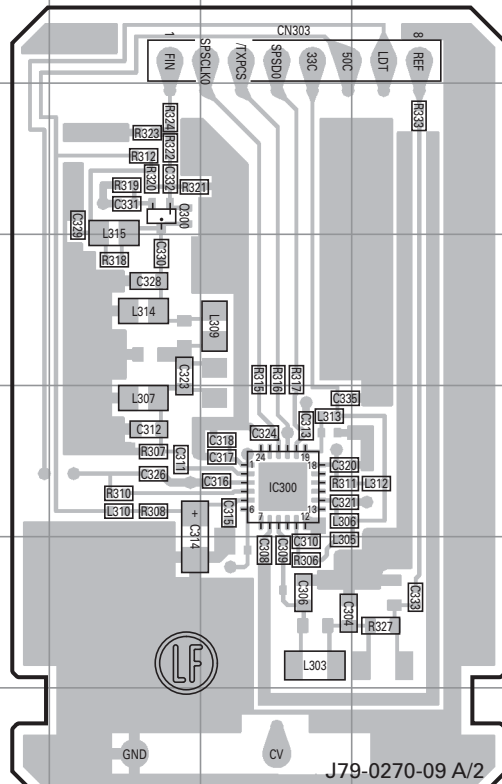 CN303
1
8
FIN
SPSCLK0
/TXPCS
SPSD0
33C
50C
LDT
REF
R324
R333
R323
R322
R312
R320
C332
R319
R321
C331
Q300
C329
L315
R318
C330
C328
L314
L309
C323
R315
R316
R317
L307
C335
L313
C313
C312
C324
C318
R307
C311
C317
24
19
1
18
C320
C326
C316
IC300
R311
L312
R310
C321
6
13
L310
R308
C315
7
12
L306
+
C314
C310
L305
C308
C309
R306
C306
C304
C333
R327
LF
L303
GND
CV
J79-0270-09 A/2